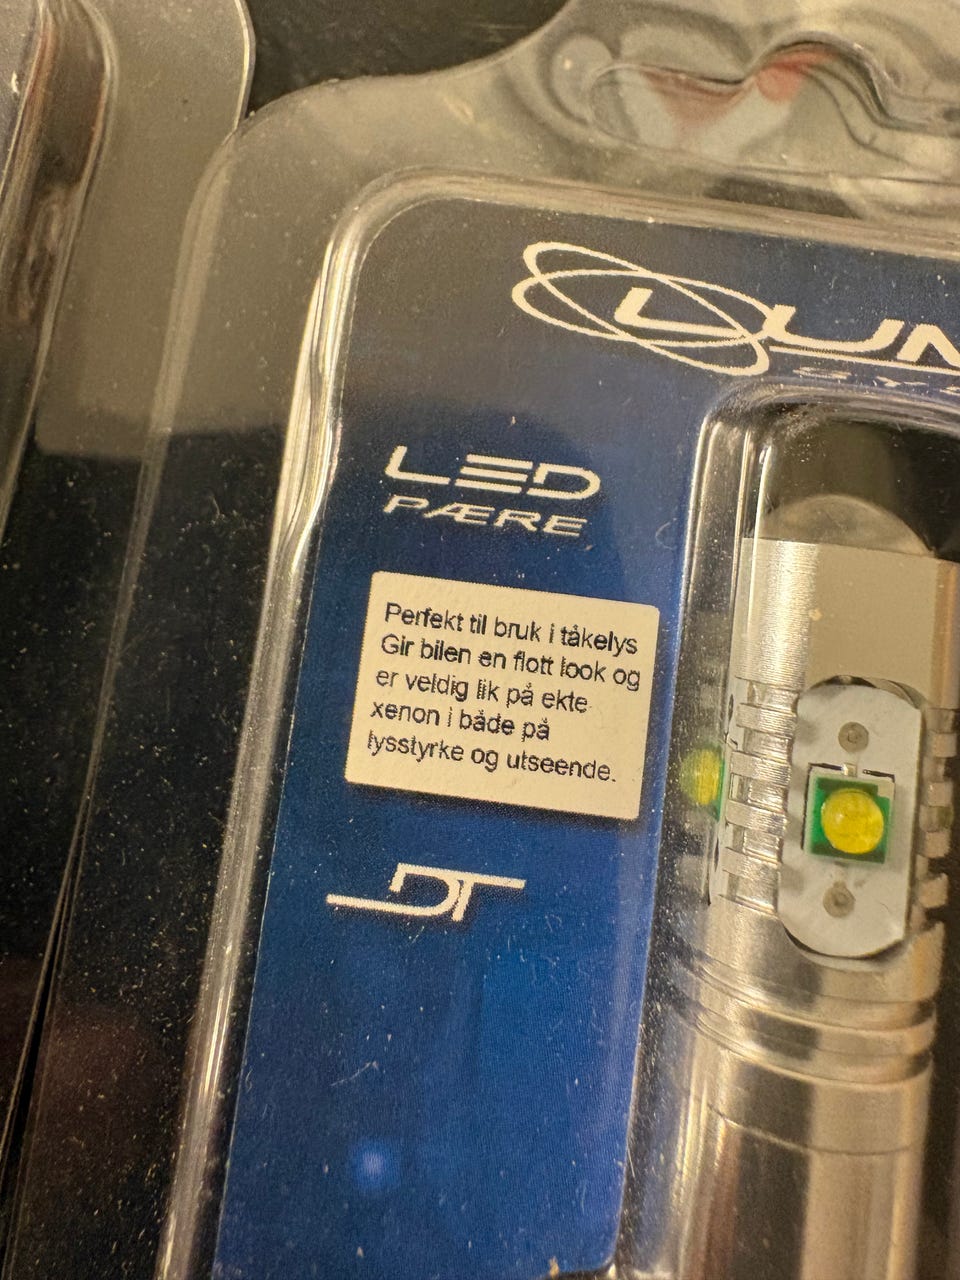 LED
PÆRE
Perfekt til bruk i tåkelys
Gir bilen en flott look og
er veldig lik på ekte
xenon i både på
lysstyrke og utseende.
DT